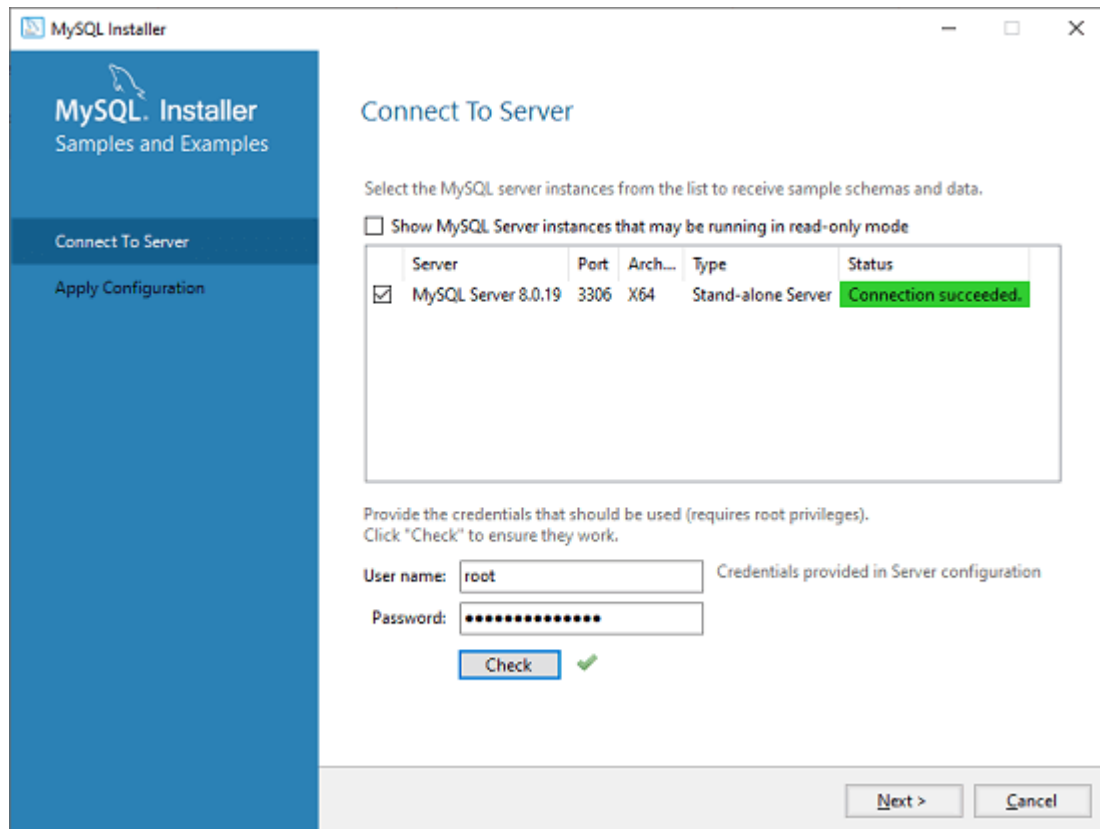 MySQL Installer
MySQL. Installer
Samples and Examples
Connect To Server
Apply Configuration
Connect To Server
Select the MySQL server instances from the list to receive sample schemas and data.
Show MySQL Server instances that may be running in read-only mode
Server Port Arch... Type Status
MySQL Server 8.0.19 3306 X64 Stand-alone Server Connection succeeded.
Provide the credentials that should be used (requires root privileges).
Click "Check" to ensure they work.
User name: root Credentials provided in Server configuration
Password: ●●●●●●●●●●●●●●
Check
Next > Cancel